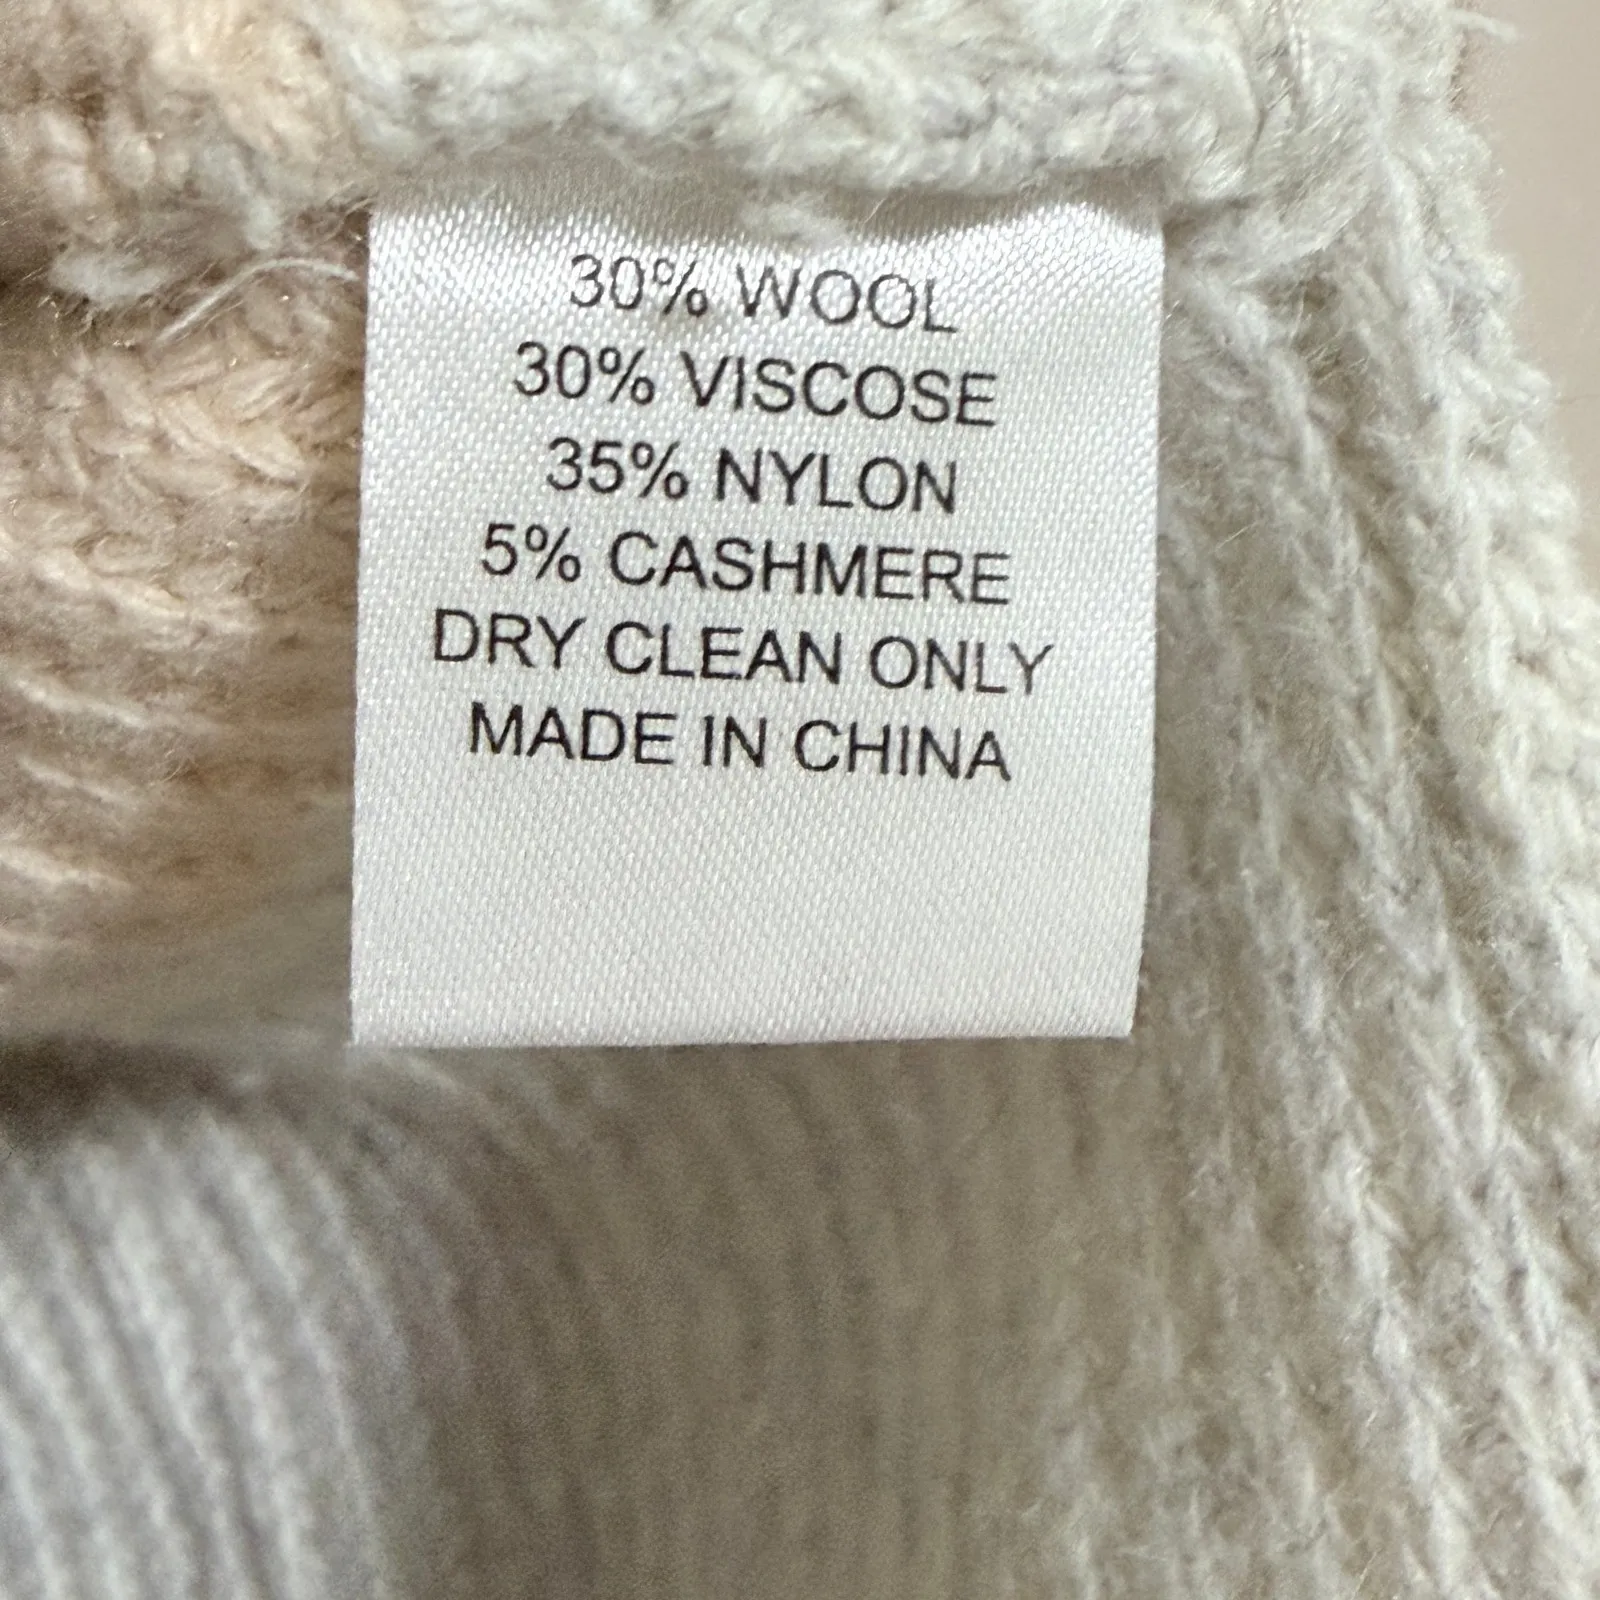 30% WOOL
30% VISCOSE
35% NYLON
5% CASHMERE
DRY CLEAN ONLY
MADE IN CHINA